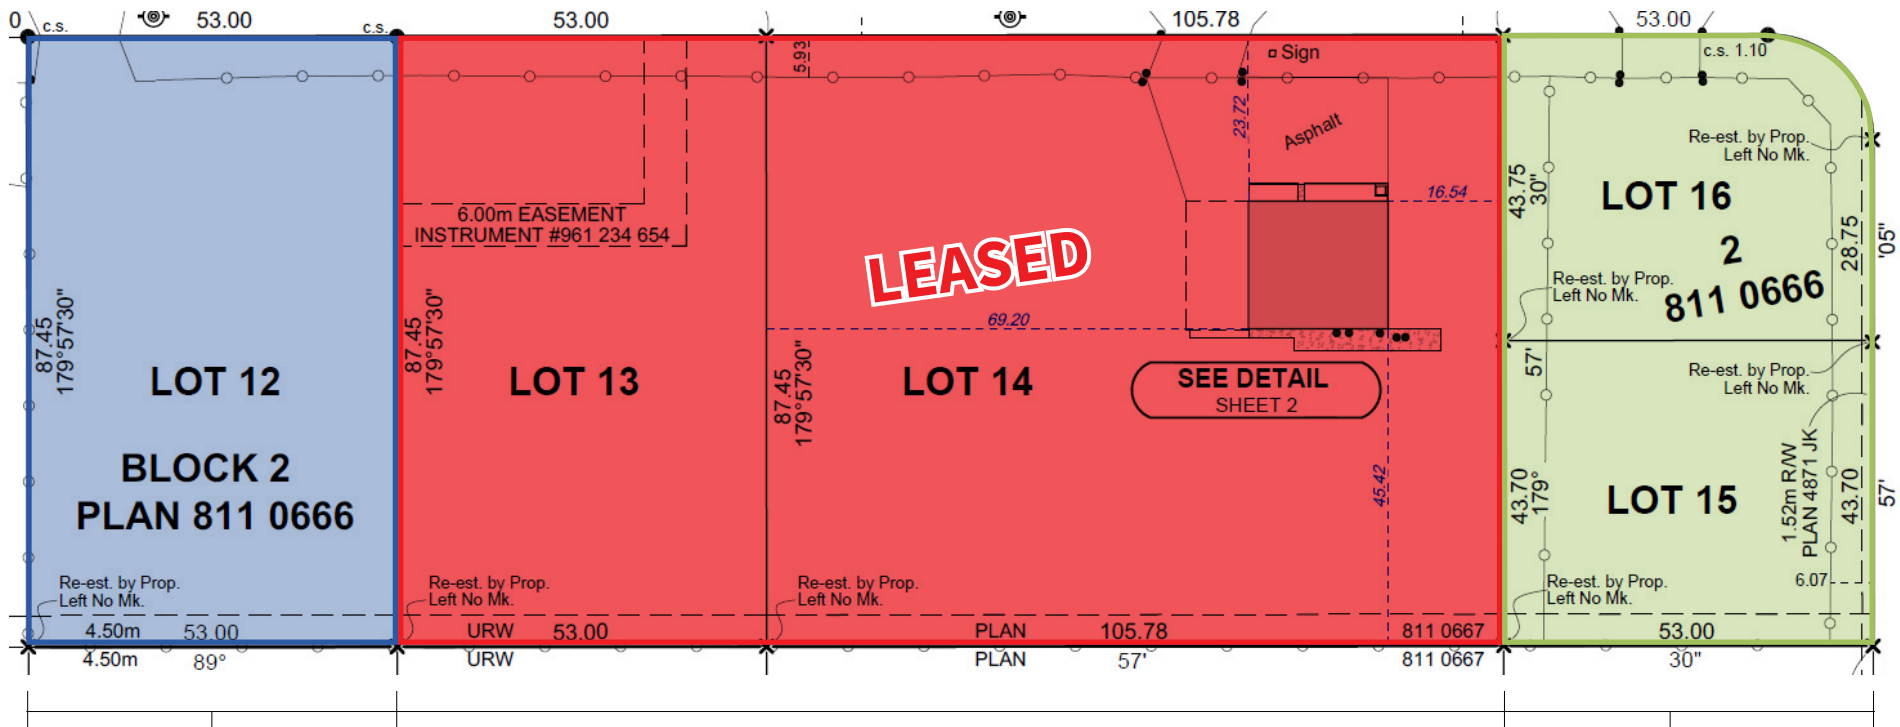 0
c.s.
53.00
c.s.
53.00
105.78
53.00
5.93
Sign
c.s. 1.10
23.72
Asphalt
Re-est. by Prop.
Left No Mk.
43.75
30"
LOT 16
2
811 0666
28.75
'05"
16.54
6.00m EASEMENT
INSTRUMENT #961 234 654
LEASED
Re-est. by Prop.
Left No Mk.
69.20
87.45
179°57'30"
87.45
179°57'30"
87.45
179°57'30"
LOT 12
LOT 13
LOT 14
SEE DETAIL
SHEET 2
57'
Re-est. by Prop.
Left No Mk.
BLOCK 2
PLAN 811 0666
45.42
43.70
179°
LOT 15
1.52m R/W
PLAN 4871 JK
43.70
57'
6.07
Re-est. by Prop.
Left No Mk.
Re-est. by Prop.
Left No Mk.
Re-est. by Prop.
Left No Mk.
Re-est. by Prop.
Left No Mk.
4.50m 53.00 URW 53.00 PLAN 105.78 811 0667 53.00
4.50m 89° URW PLAN 57' 811 0667 30"